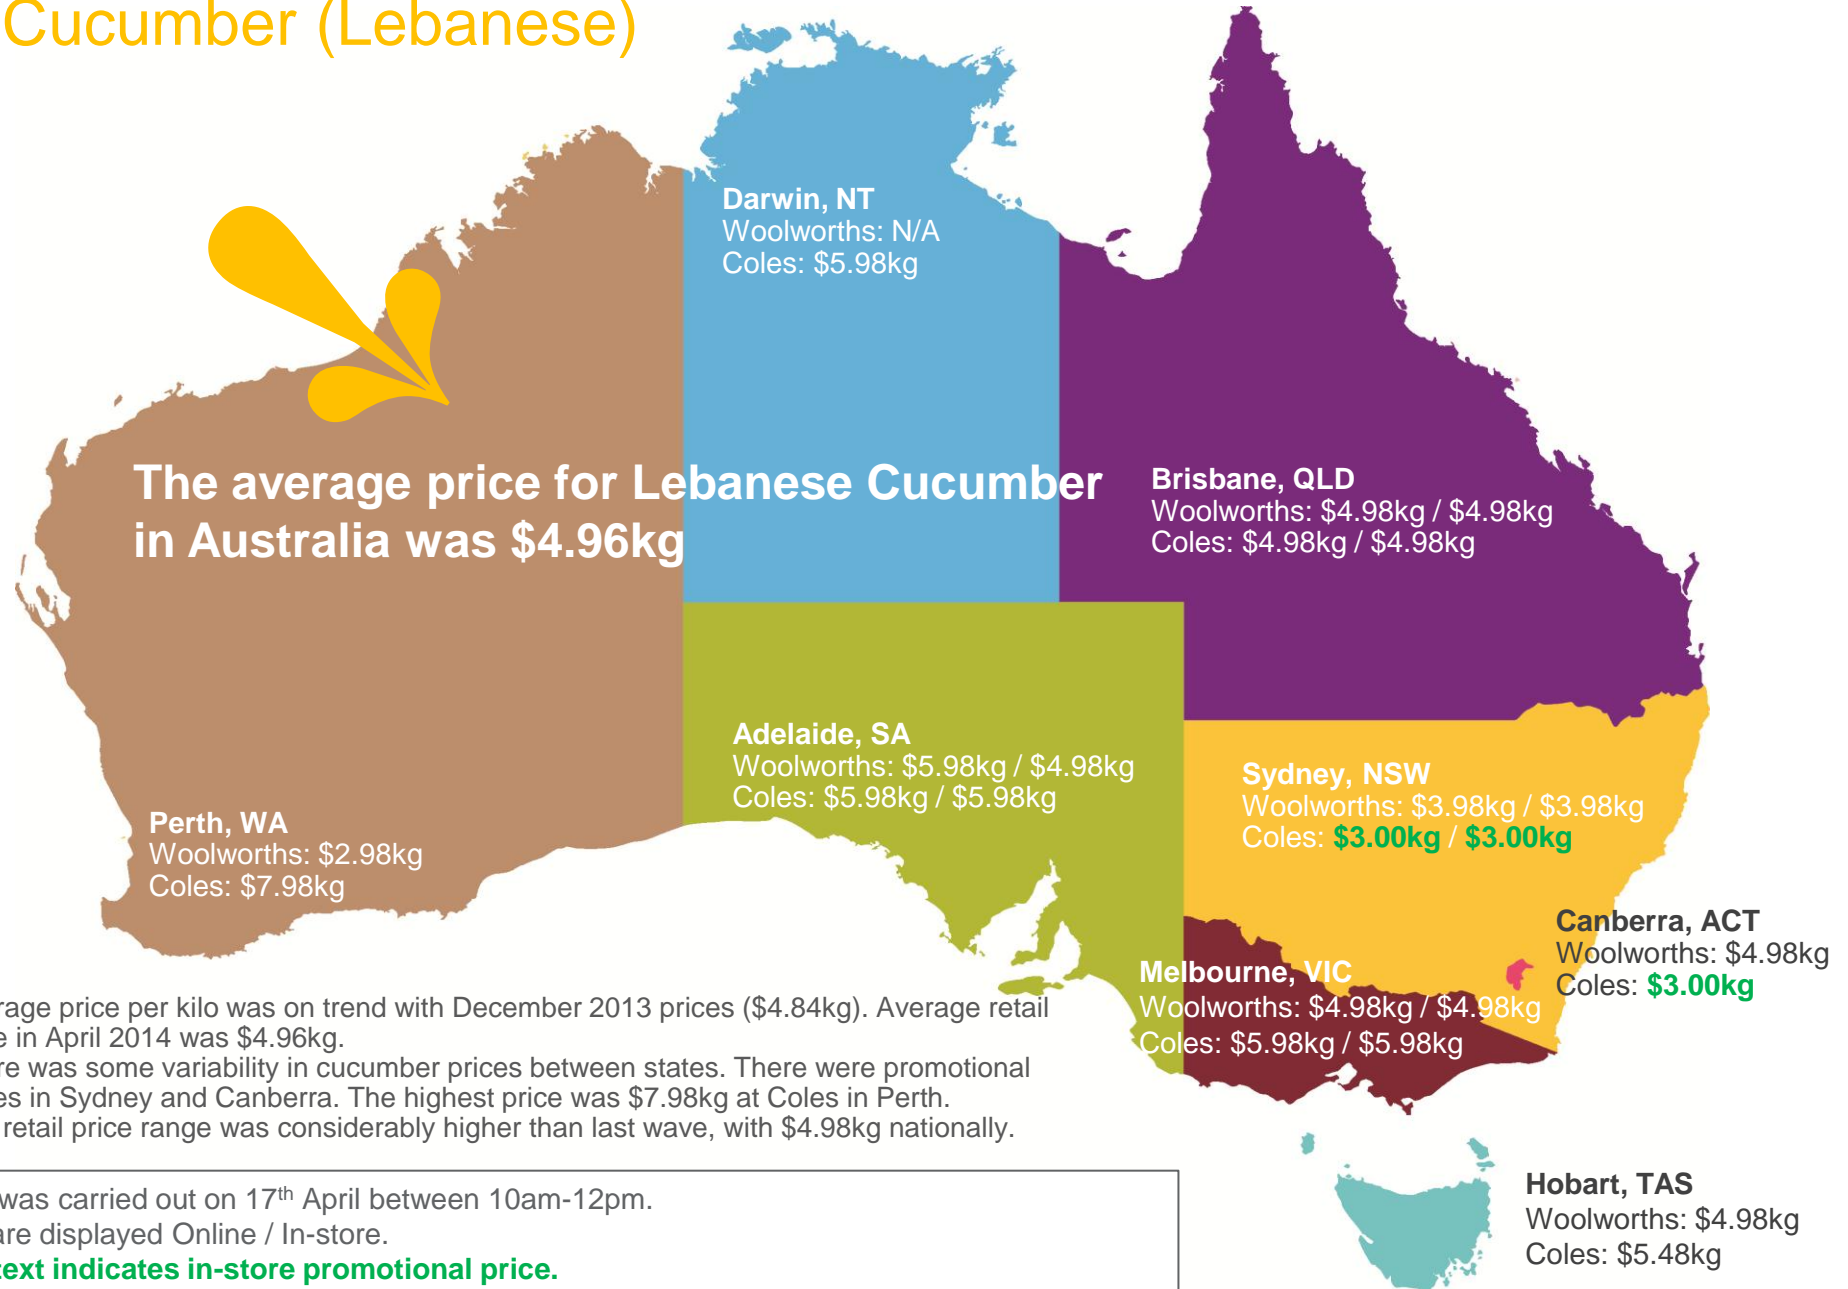 Cucumber (Lebanese)
Darwin, NT
Woolworths: N/A
Coles: $5.98kg
The average price for Lebanese Cucumber
in Australia was $4.96kg
Brisbane, QLD
Woolworths: $4.98kg / $4.98kg
Coles: $4.98kg / $4.98kg
Adelaide, SA
Woolworths: $5.98kg / $4.98kg
Coles: $5.98kg / $5.98kg
Sydney, NSW
Woolworths: $3.98kg / $3.98kg
Coles: $3.00kg / $3.00kg
Perth, WA
Woolworths: $2.98kg
Coles: $7.98kg
Canberra, ACT
Woolworths: $4.98kg
Coles: $3.00kg
Melbourne, VIC
Woolworths: $4.98kg / $4.98kg
Coles: $5.98kg / $5.98kg
price per kilo was on trend with December 2013 prices ($4.84kg). Average retail
in April 2014 was $4.96kg.
was some variability in cucumber prices between states. There were promotional
in Sydney and Canberra. The highest price was $7.98kg at Coles in Perth.
retail price range was considerably higher than last wave, with $4.98kg nationally.
was carried out on 17th April between 10am-12pm.
are displayed Online / In-store.
text indicates in-store promotional price.
Hobart, TAS
Woolworths: $4.98kg
Coles: $5.48kg